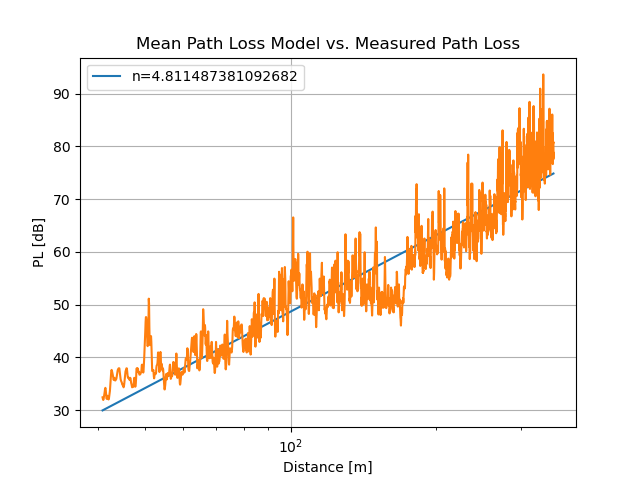 Mean Path Loss Model vs. Measured Path Loss
n=4.811487381092682
90
80
70
60
50
40
30
PL [dB]
10²
Distance [m]